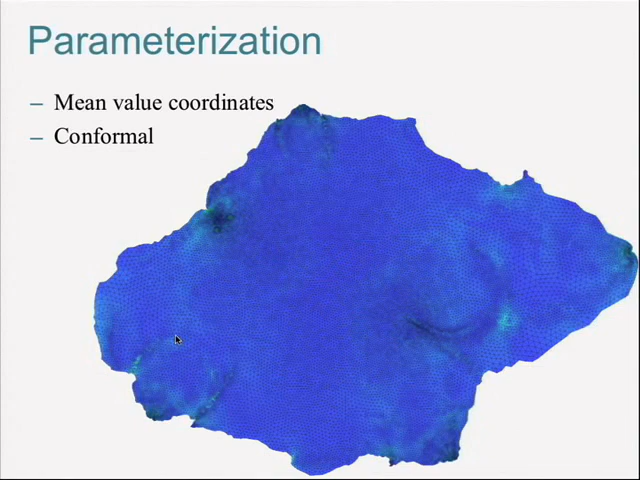 Parameterization
– Mean value coordinates
– Conformal